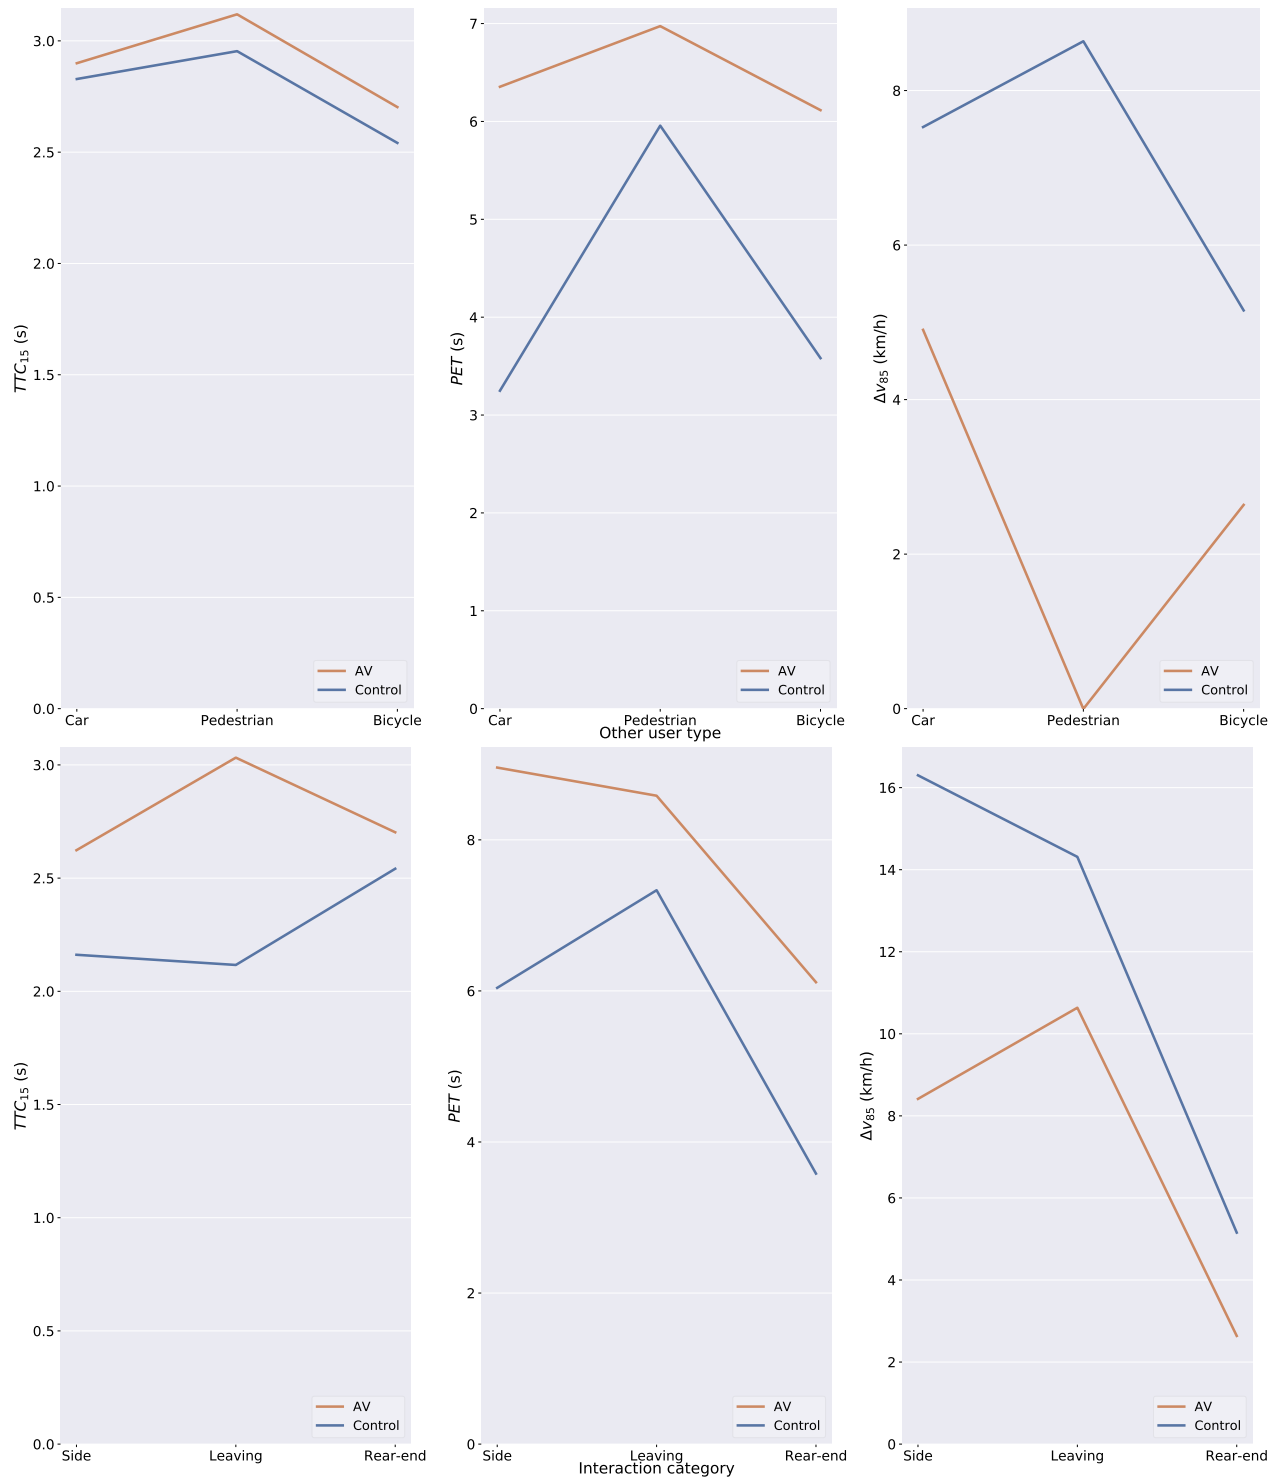 TTC15 (s)
3.0
2.5
2.0
1.5
1.0
0.5
0.0
Car Pedestrian Bicycle
AV
Control
PET (s)
7
6
5
4
3
2
1
0
Car Pedestrian Bicycle
AV
Control
Δv85 (km/h)
8
6
4
2
0
Car Pedestrian Bicycle
AV
Control
Other user type
TTC15 (s)
3.0
2.5
2.0
1.5
1.0
0.5
0.0
Side Leaving Rear-end
AV
Control
PET (s)
8
6
4
2
0
Side Leaving Rear-end
AV
Control
Δv85 (km/h)
16
14
12
10
8
6
4
2
0
Side Leaving Rear-end
AV
Control
Interaction category